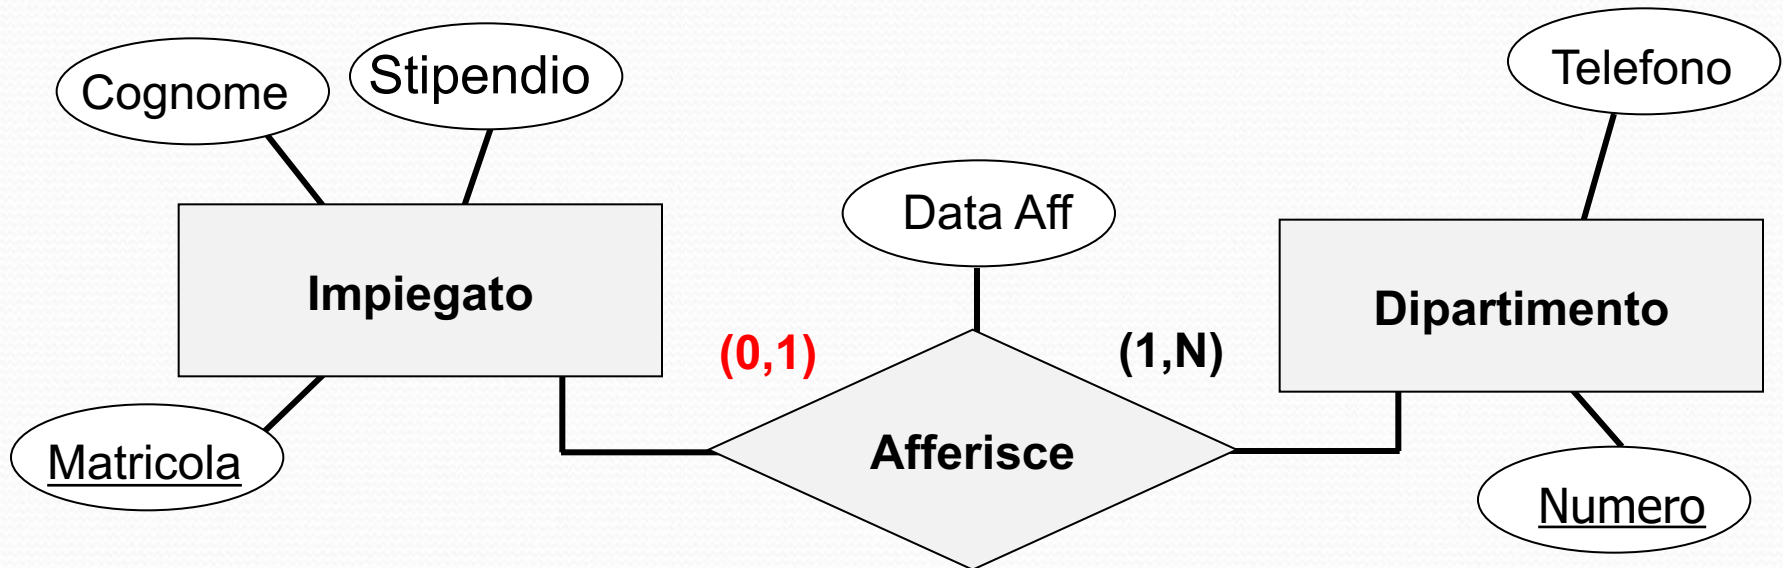 Cognome
Stipendio
Telefono
Data Aff
Impiegato
Dipartimento
(0,1)
(1,N)
Afferisce
Matricola
Numero